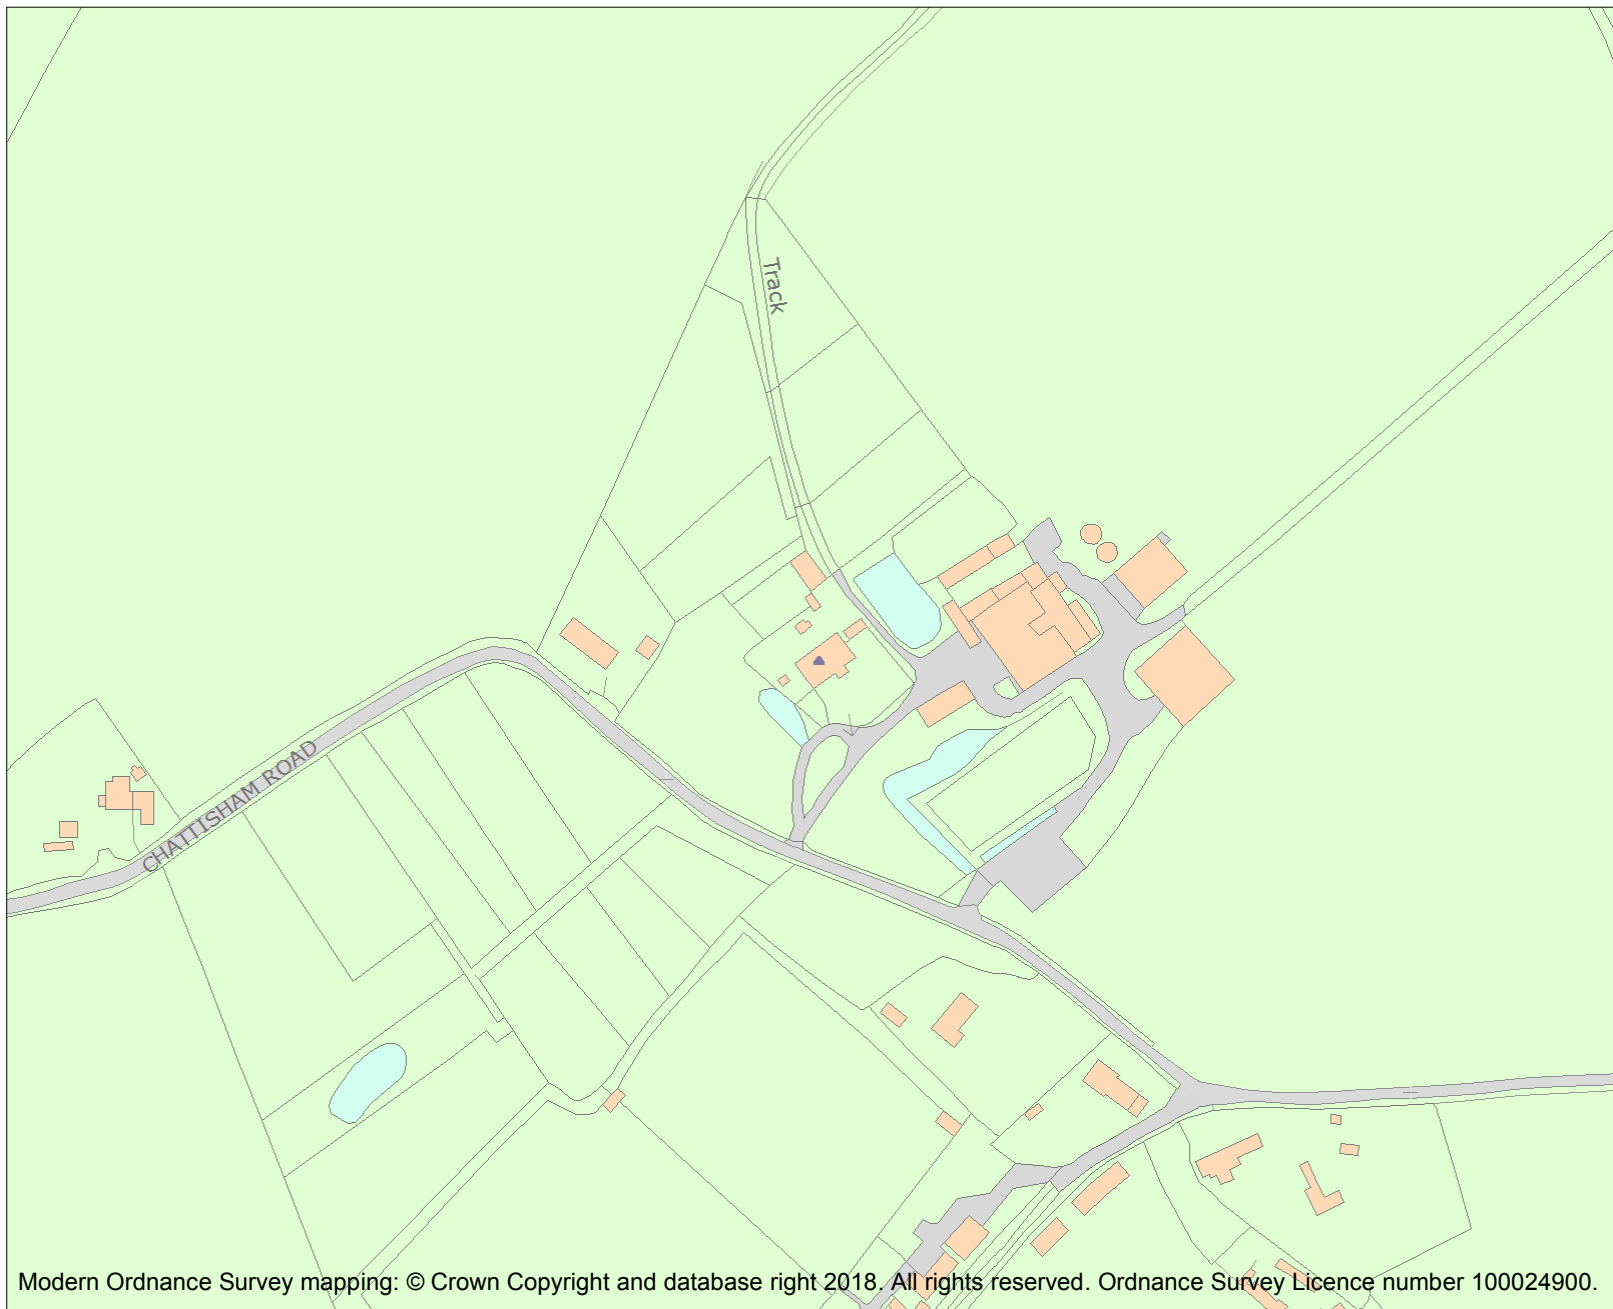 Track
CHATTISHAM ROAD
Modern Ordnance Survey mapping: © Crown Copyright and database right 2018. All rights reserved. Ordnance Survey Licence number 100024900.